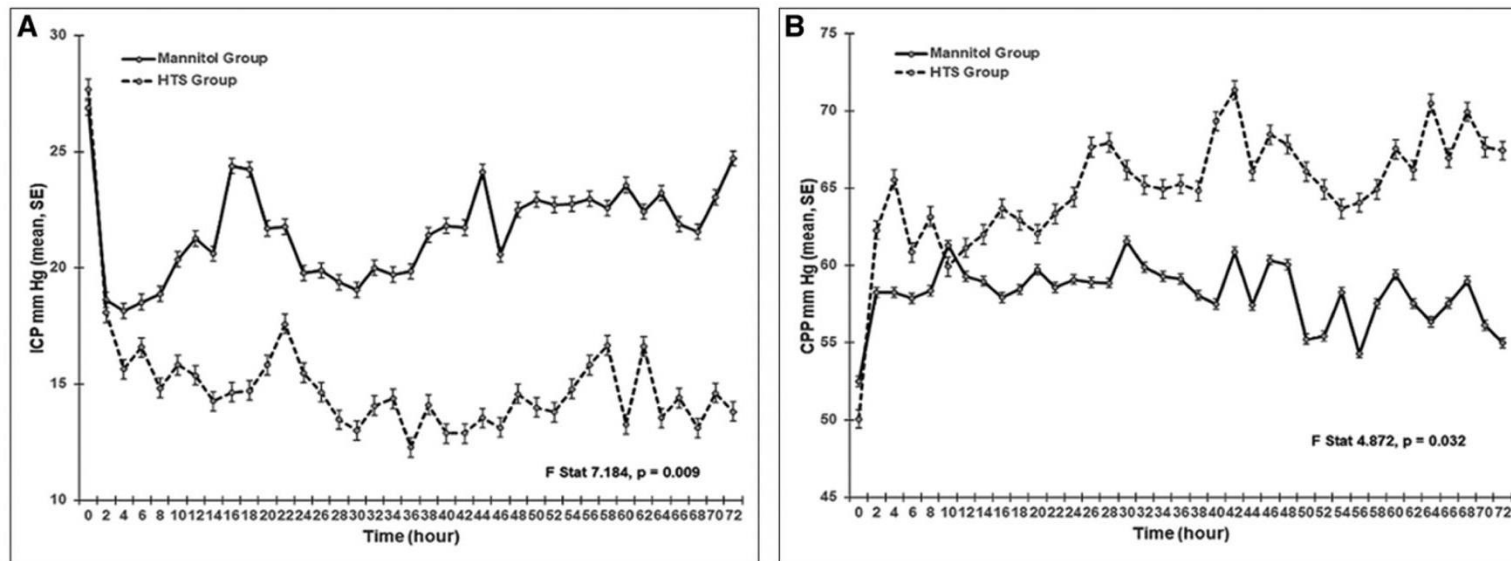 A
30
25
20
15
10
ICP mm Hg (mean, SE)
Mannitol Group
HTS Group
F Stat 7.184, p = 0.009
0 2 4 6 8 10 12 14 16 18 20 22 24 26 28 30 32 34 36 38 40 42 44 46 48 50 52 54 56 58 60 62 64 66 68 70 72
Time (hour)
B
75
70
65
60
55
50
45
CPP mm Hg (mean, SE)
Mannitol Group
HTS Group
F Stat 4.872, p = 0.032
0 2 4 6 8 10 12 14 16 18 20 22 24 26 28 30 32 34 36 38 40 42 44 46 48 50 52 54 56 58 60 62 64 66 68 70 72
Time (hour)